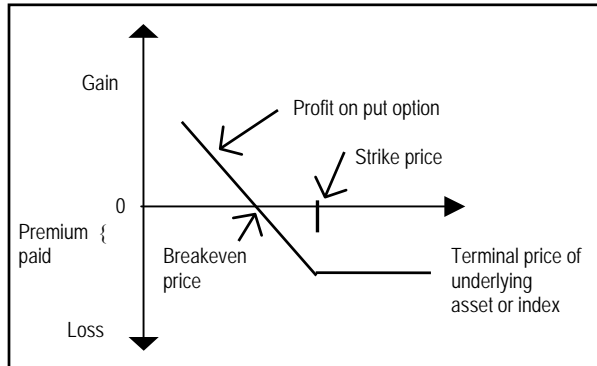 Gain
Profit on put option
Strike price
0
Premium {
paid
Breakeven
price
Terminal price of
underlying
asset or index
Loss